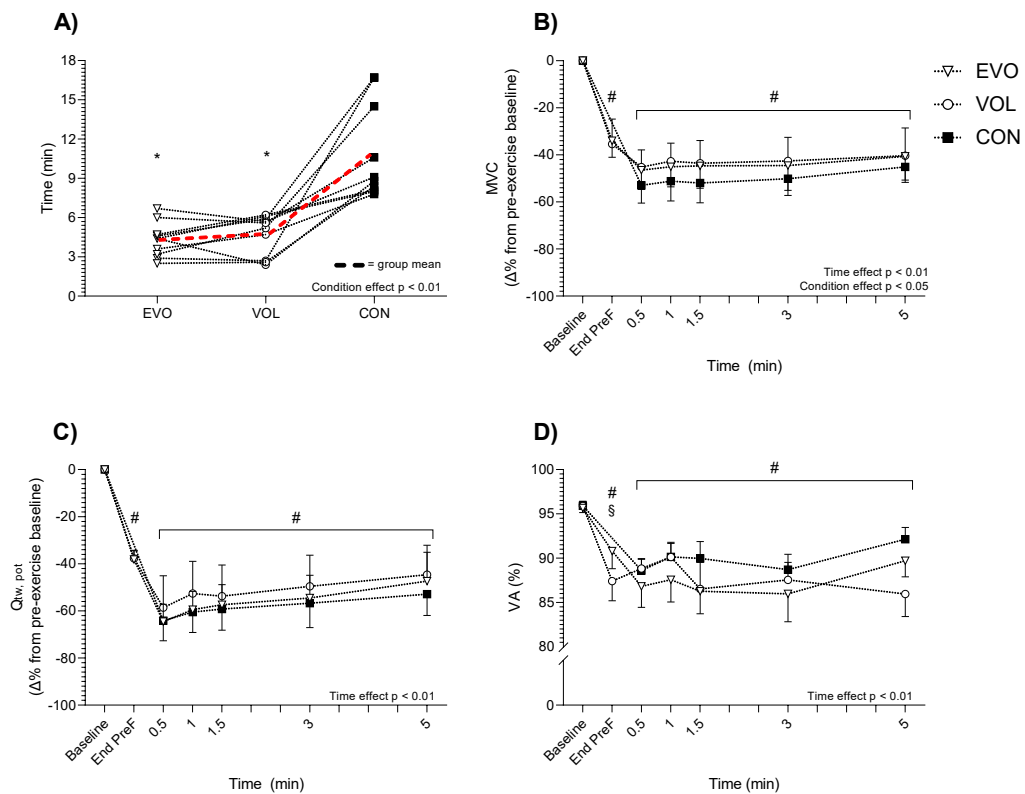 A)
18
15
12
9
6
3
0
Time (min)
*
*
= group mean
Condition effect p < 0.01
EVO
VOL
CON
B)
0
-20
-40
-60
-80
-100
MVC
(Δ% from pre-exercise baseline)
#
#
Time effect p < 0.01
Condition effect p < 0.05
Baseline
End PreF
0.5
1
1.5
3
5
Time (min)
EVO
VOL
CON
C)
0
-20
-40
-60
-80
-100
Qtw, pot
(Δ% from pre-exercise baseline)
#
#
Time effect p < 0.01
Baseline
End PreF
0.5
1
1.5
3
5
Time (min)
D)
100
95
90
85
80
0
VA (%)
#
§
#
Time effect p < 0.01
Baseline
End PreF
0.5
1
1.5
3
5
Time (min)